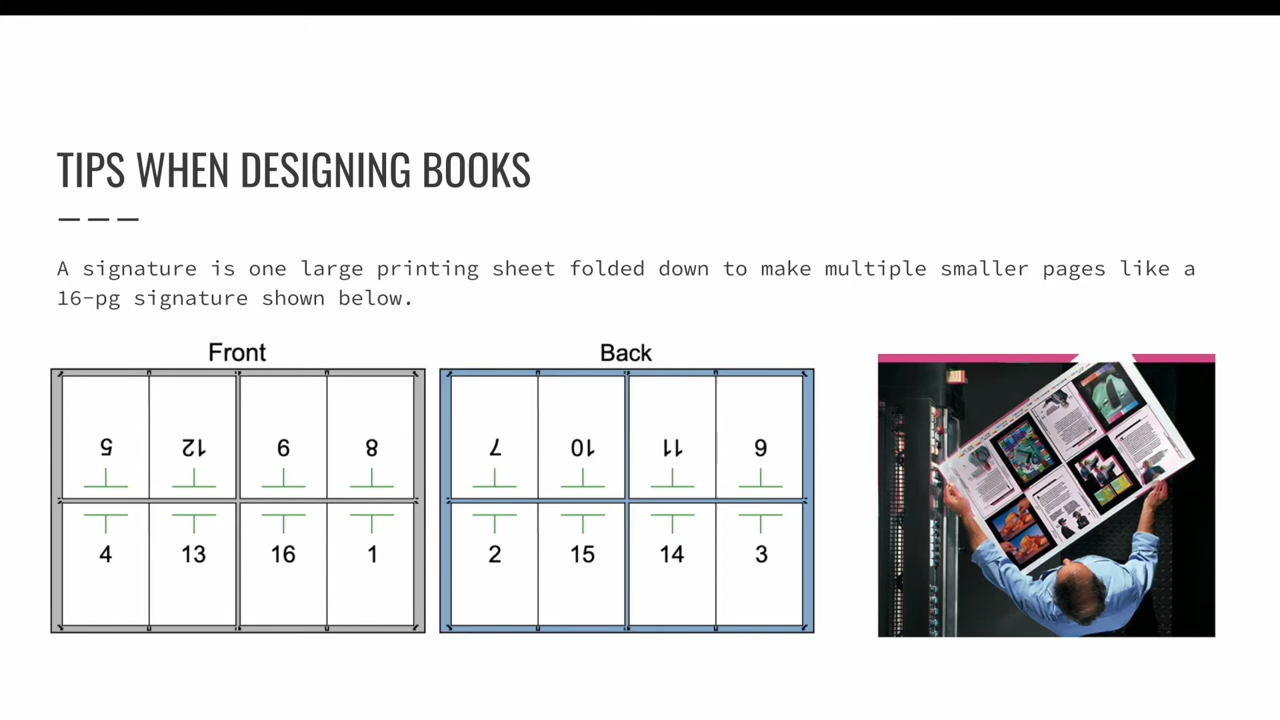 TIPS WHEN DESIGNING BOOKS
A signature is one large printing sheet folded down to make multiple smaller pages like a
16-pg signature shown below.
Front
5 12 9 8
4 13 16 1
Back
7 10 11 6
2 15 14 3